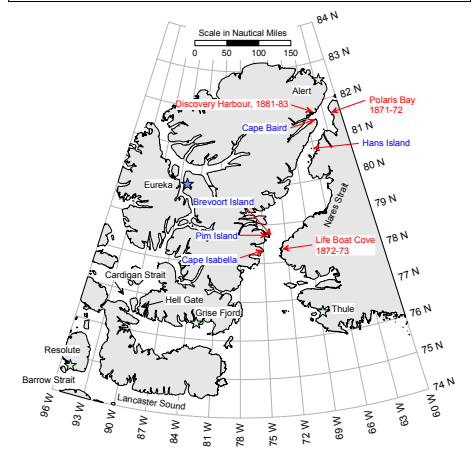 84 N
Scale in Nautical Miles
0 50 100 150
83 N
Alert
82 N
Discovery Harbour, 1881-83
Polaris Bay
1871-72
Cape Baird
81 N
Hans Island
80 N
Eureka
79 N
Brevoort Island
Nares Strait
Pim Island
78 N
Life Boat Cove
1872-73
Cape Isabella
77 N
Cardigan Strait
Hell Gate
Grise Fjord
Thule
76 N
Resolute
75 N
Barrow Strait
Lancaster Sound
74 N
96 W
93 W
90 W
87 W
84 W
81 W
78 W
75 W
72 W
69 W
66 W
63 W
60 W